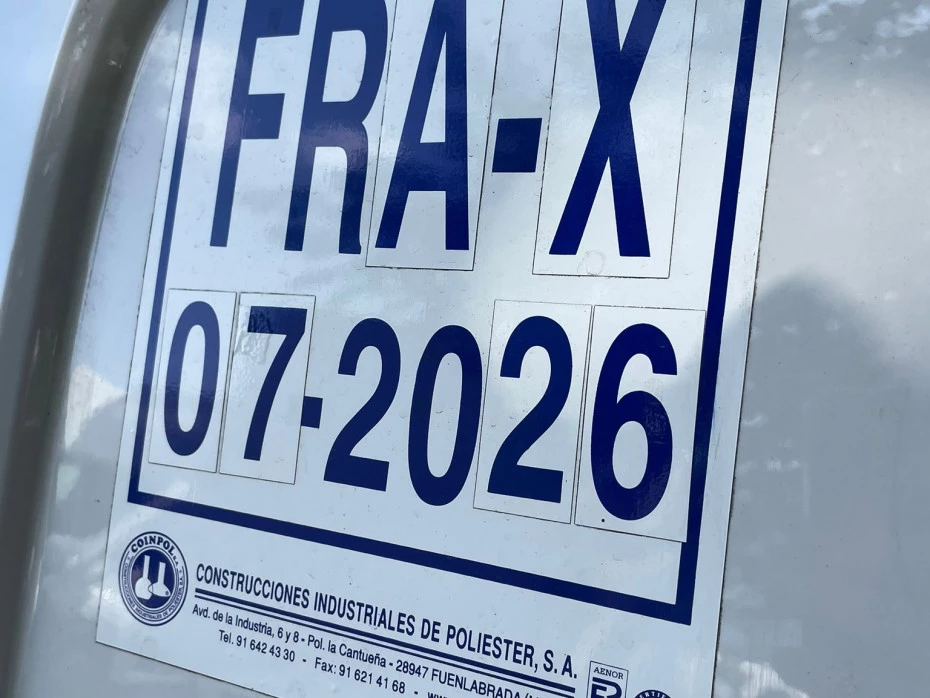 FRA-X
07-2026
COINPOL
CONSTRUCCIONES INDUSTRIALES DE POLIESTER, S. A.
Avd. de la Industria, 6 y 8 - Pol. la Cantueña - 28947 FUENLABRADA
Tel. 91 642 43 30 - Fax: 91 621 41 68 -
AENOR